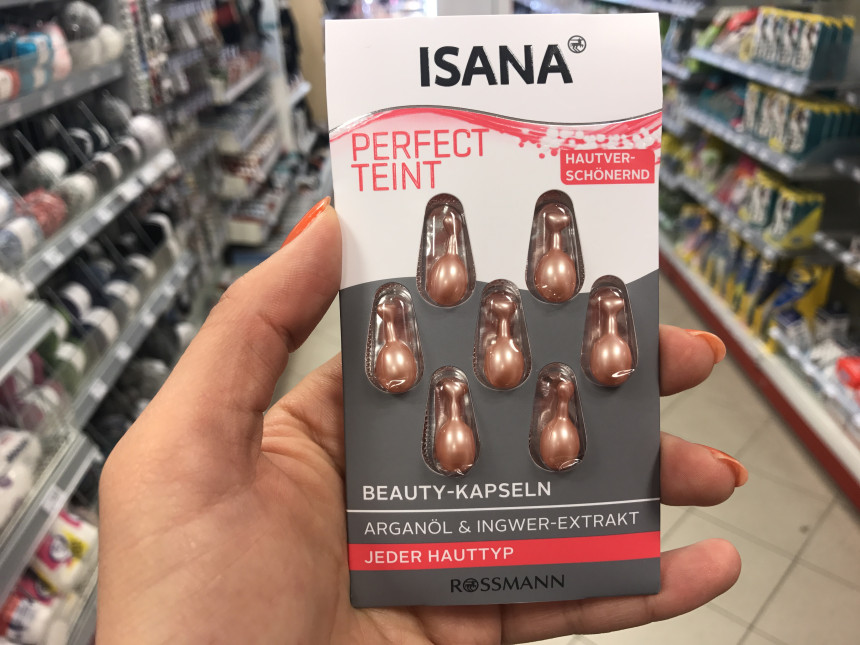 ISANA
PERFECT
TEINT
HAUTVER-
SCHÖNERND
BEAUTY-KAPSELN
ARGANÖL & INGWER-EXTRAKT
JEDER HAUTTYP
ROSSMANN